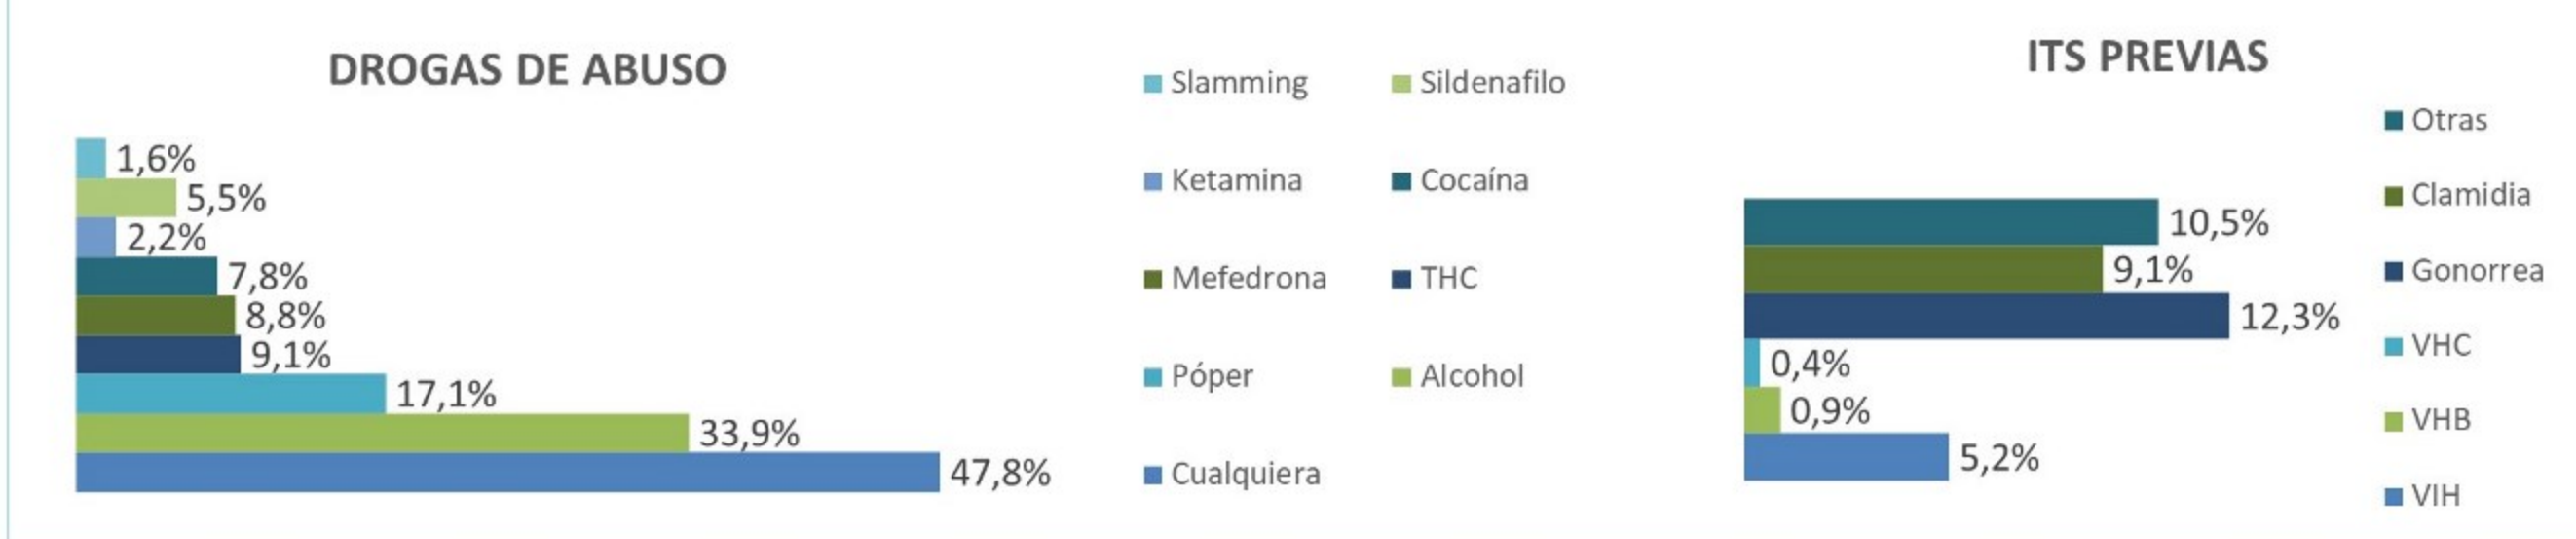 DROGAS DE ABUSO
1,6%
5,5%
2,2%
7,8%
8,8%
9,1%
17,1%
33,9%
47,8%
Slamming Sildenafilo
Ketamina Cocaína
Mefedrona THC
Póper Alcohol
Cualquiera
ITS PREVIAS
10,5%
9,1%
12,3%
0,4%
0,9%
5,2%
Otras
Clamidia
Gonorrea
VHC
VHB
VIH